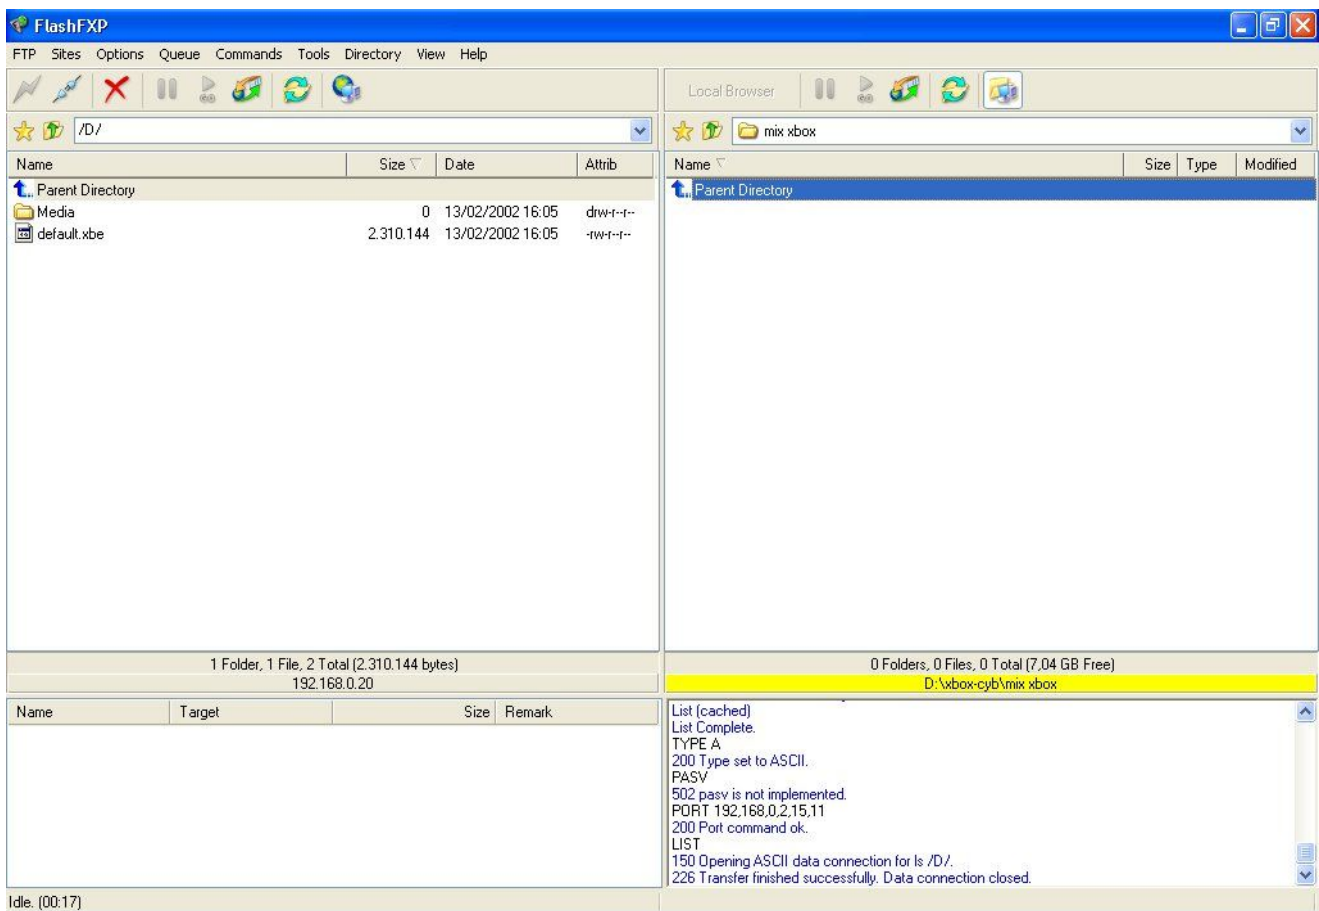 FlashFXP
FTP Sites Options Queue Commands Tools Directory View Help
Local Browser
/D/
mix xbox
Name Size Date Attrib
Parent Directory
Media 0 13/02/2002 16:05 drw-r--r--
default.xbe 2.310.144 13/02/2002 16:05 -rw-r--r--
Name Size Type Modified
Parent Directory
1 Folder, 1 File, 2 Total (2.310.144 bytes)
192.168.0.20
0 Folders, 0 Files, 0 Total (7,04 GB Free)
D:\xbox-cyb\mix xbox
Name Target Size Remark
List (cached)
List Complete.
TYPE A
200 Type set to ASCII.
PASV
502 pasv is not implemented.
PORT 192,168,0,2,15,11
200 Port command ok.
LIST
150 Opening ASCII data connection for ls /D/.
226 Transfer finished successfully. Data connection closed.
Idle. (00:17)